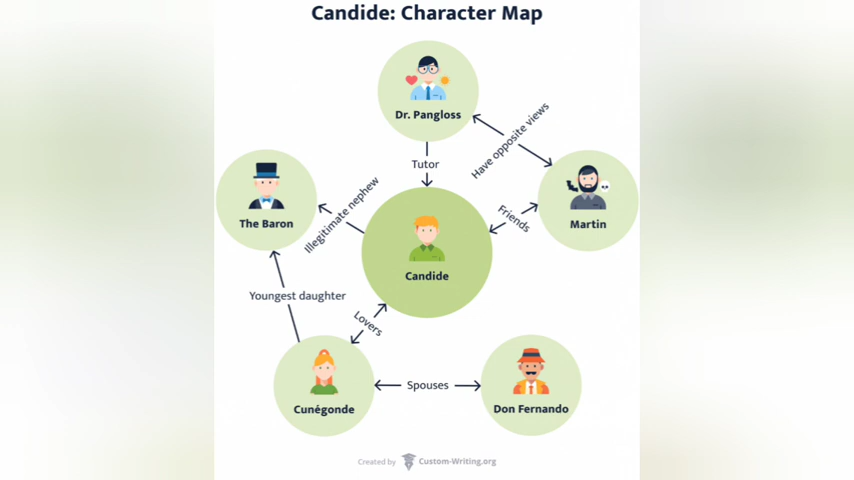 Candide: Character Map
Dr. Pangloss
Have opposite views
Tutor
The Baron
Illegitimate nephew
Friends
Martin
Candide
Youngest daughter
Lovers
Cunégonde
Spouses
Don Fernando
Created by Custom-Writing.org